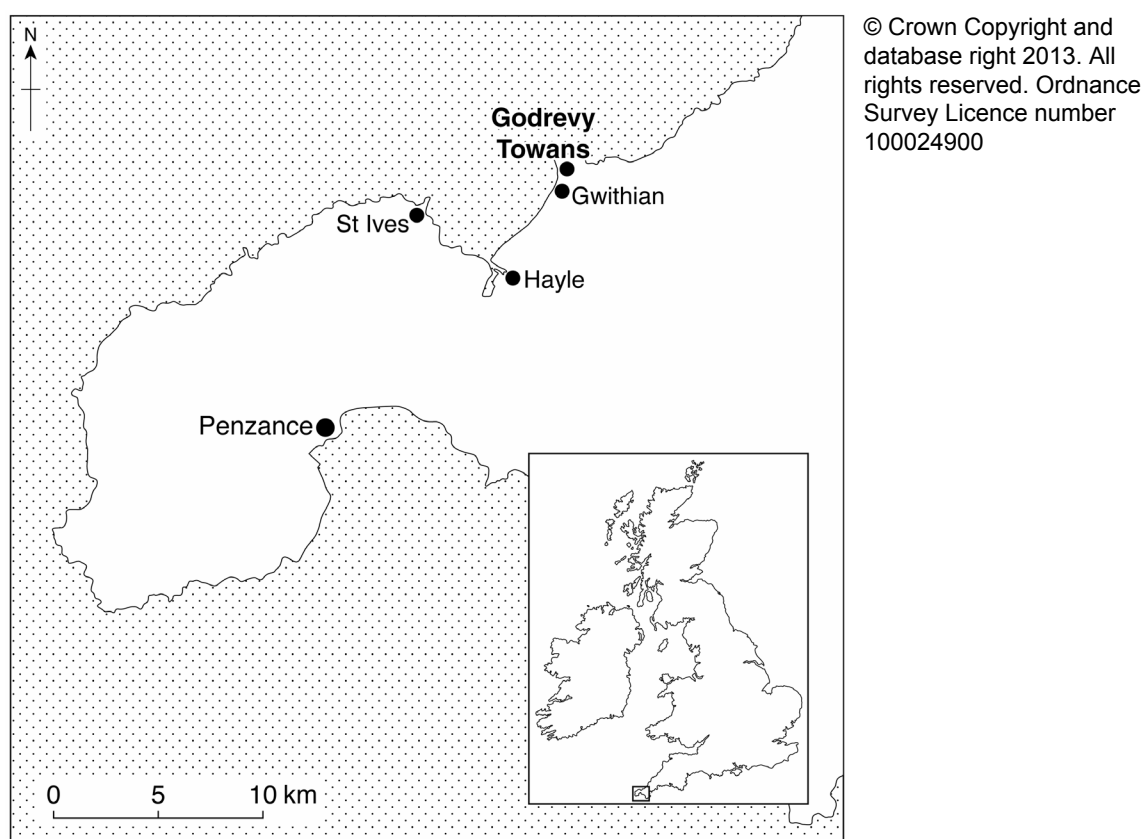 N
Godrevy
Towans
Gwithian
St Ives
Hayle
Penzance
0 5 10 km
© Crown Copyright and
database right 2013. All
rights reserved. Ordnance
Survey Licence number
100024900